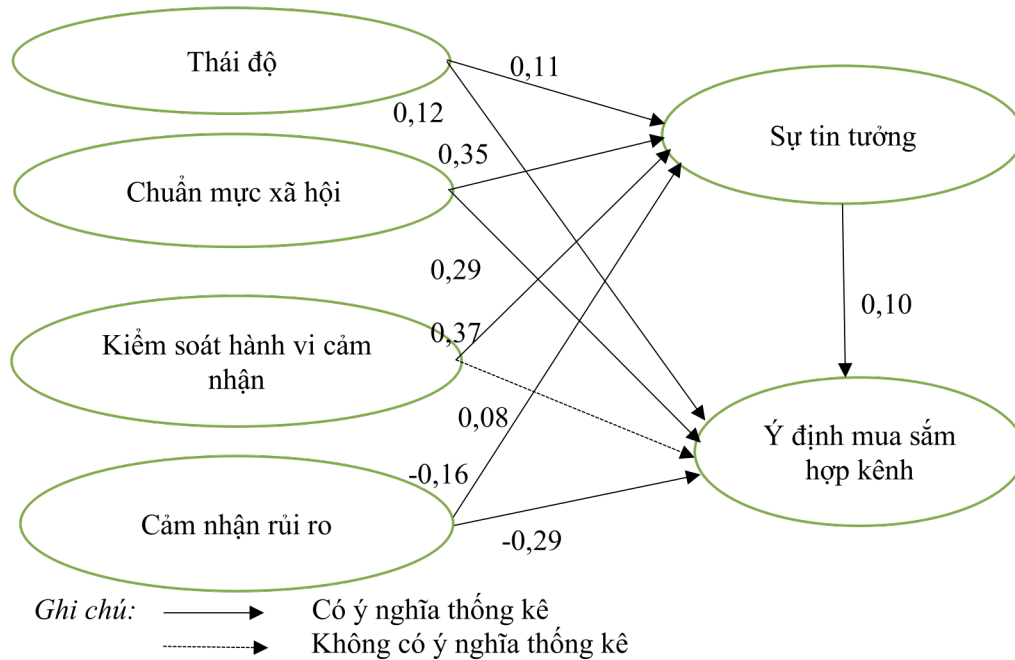 Thái độ
0,11
0,12
Sự tin tưởng
0,35
Chuẩn mực xã hội
0,29
0,10
0,37
Kiểm soát hành vi cảm
nhận
0,08
Ý định mua sắm
hợp kênh
-0,16
Cảm nhận rủi ro
-0,29
Ghi chú:
Có ý nghĩa thống kê
Không có ý nghĩa thống kê